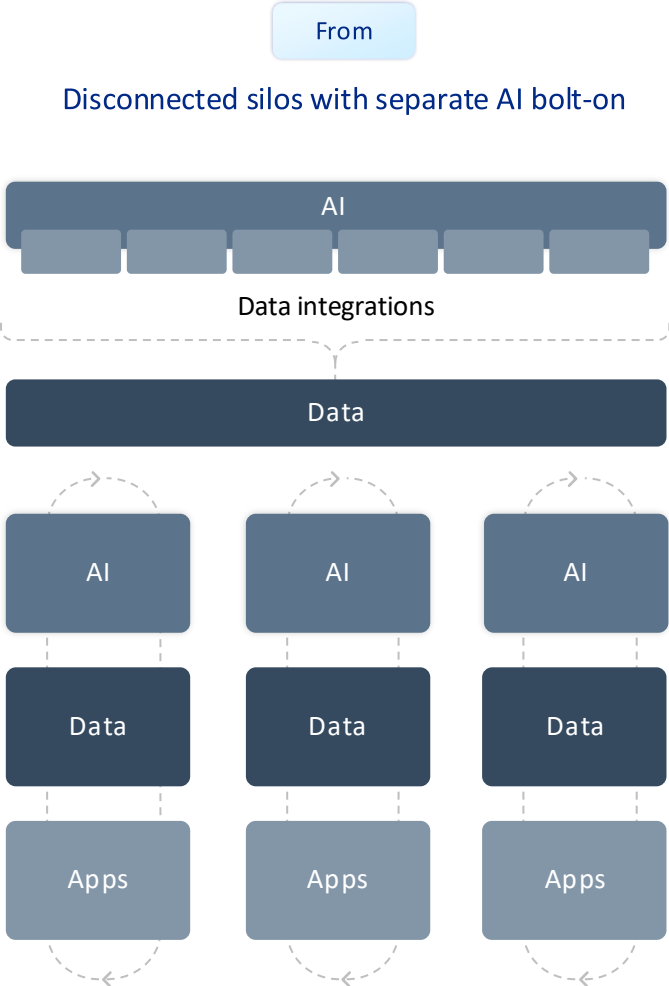 From
Disconnected silos with separate AI bolt-on
AI
Data integrations
Data
AI
AI
AI
Data
Data
Data
Apps
Apps
Apps